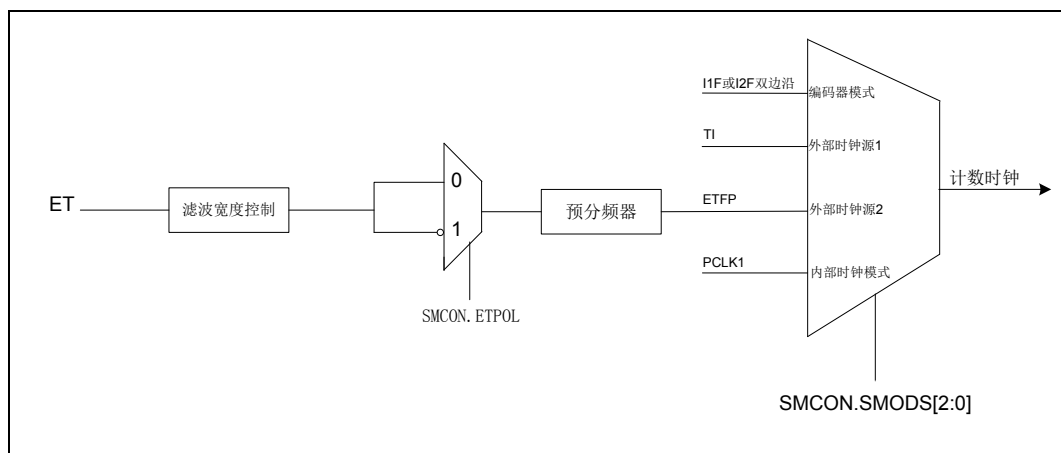 I1F或I2F双边沿
编码器模式
TI
外部时钟源1
计数时钟
0
ET
滤波宽度控制
预分频器
ETFP
外部时钟源2
1
PCLK1
内部时钟模式
SMCON.ETPOL
SMCON.SMODS[2:0]